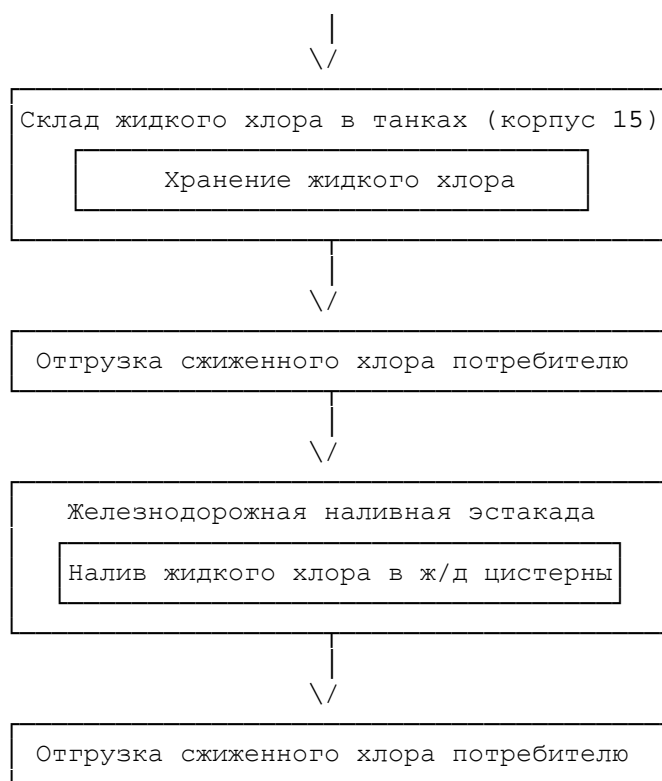 Склад жидкого хлора в танках (корпус 15)
Хранение жидкого хлора
Отгрузка сжиженного хлора потребителю
Железнодорожная наливная эстакада
Налив жидкого хлора в ж/д цистерны
Отгрузка сжиженного хлора потребителю